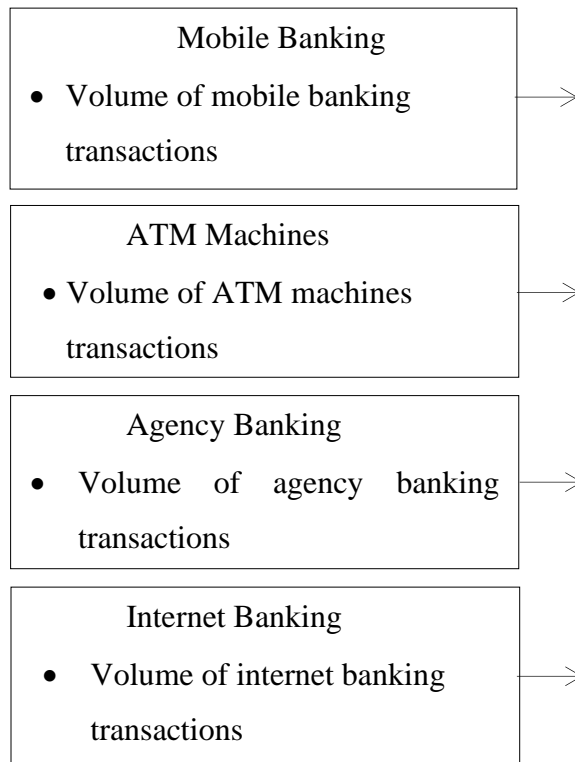 Mobile Banking
• Volume of mobile banking
transactions
ATM Machines
• Volume of ATM machines
transactions
Agency Banking
• Volume of agency banking
transactions
Internet Banking
• Volume of internet banking
transactions